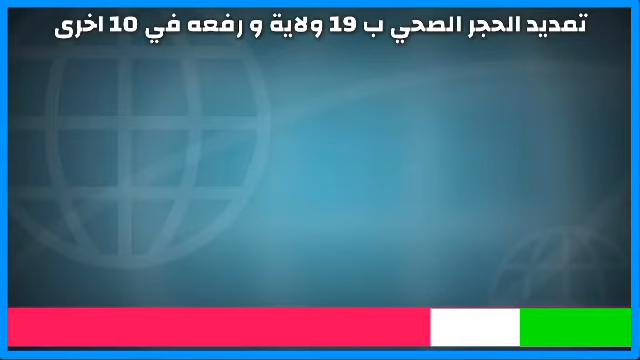 تمديد الحجر الصحي ب 19 ولاية و رفعه في 10 اخرى